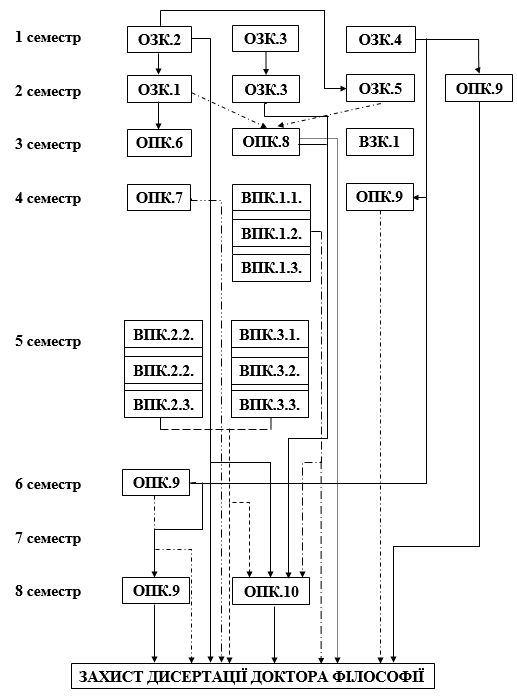 1 семестр ОЗК.2 ОЗК.3 ОЗК.4
2 семестр ОЗК.1 ОЗК.3 ОЗК.5 ОПК.9
3 семестр ОПК.6 ОПК.8 ВЗК.1
4 семестр ОПК.7 ВПК.1.1. ОПК.9
ВПК.1.2.
ВПК.1.3.
5 семестр ВПК.2.2. ВПК.3.1.
ВПК.2.2. ВПК.3.2.
ВПК.2.3. ВПК.3.3.
6 семестр ОПК.9
7 семестр
8 семестр ОПК.9 ОПК.10
ЗАХИСТ ДИСЕРТАЦІЇ ДОКТОРА ФІЛОСОФІЇ